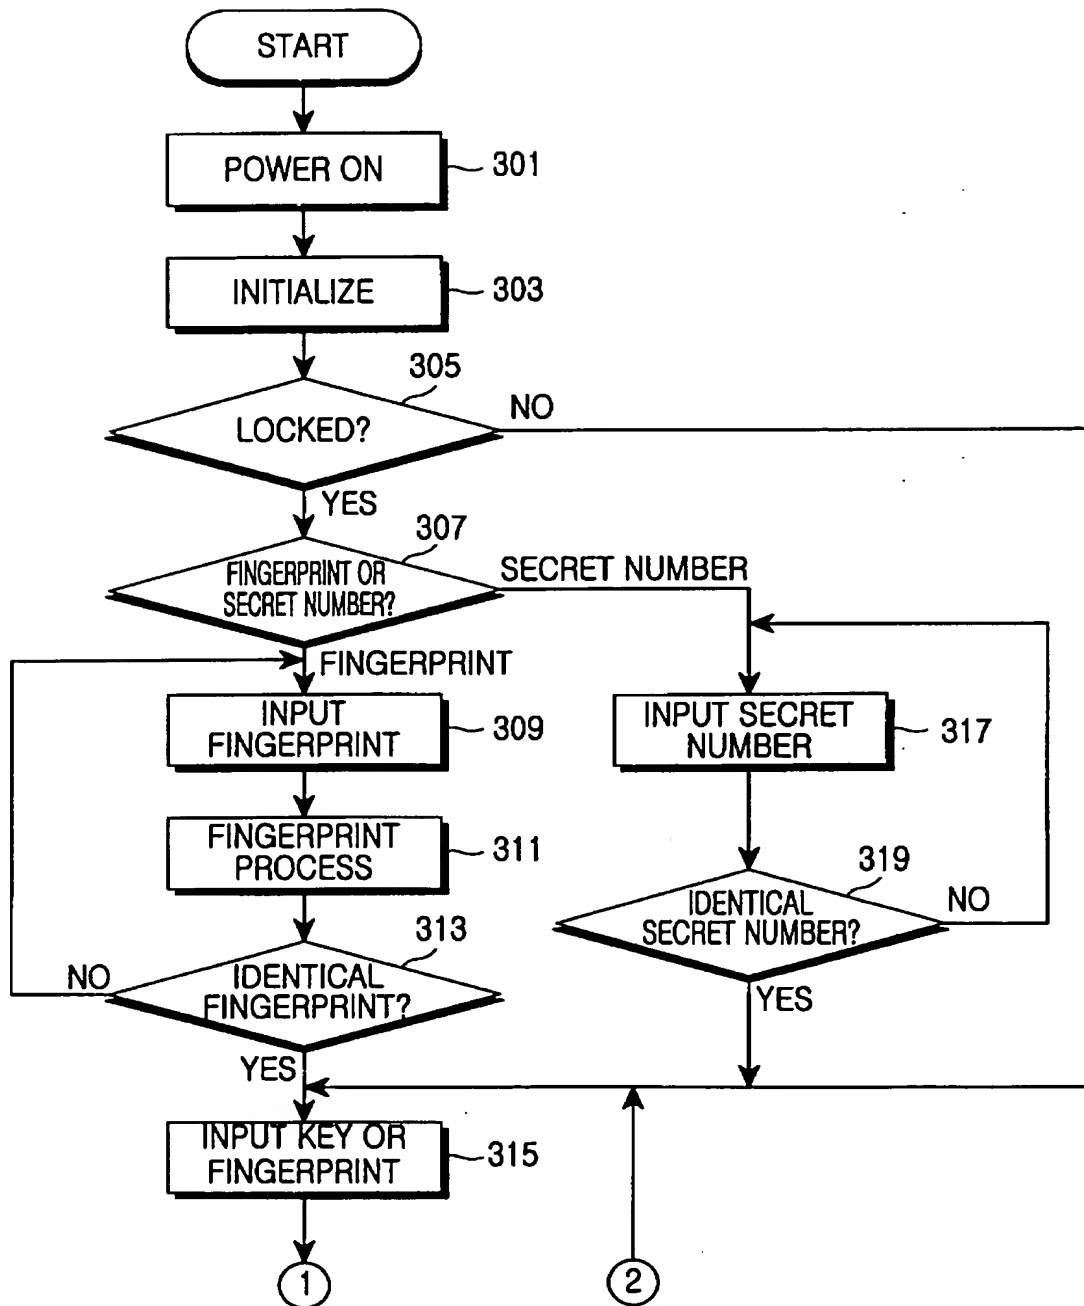 START
POWER ON
301
INITIALIZE
303
305
LOCKED?
NO
YES
307
FINGERPRINT OR
SECRET NUMBER?
SECRET NUMBER
FINGERPRINT
INPUT
FINGERPRINT
309
INPUT SECRET
NUMBER
317
FINGERPRINT
PROCESS
311
319
IDENTICAL
SECRET NUMBER?
NO
313
NO
IDENTICAL
FINGERPRINT?
YES
YES
INPUT KEY OR
FINGERPRINT
315
1
2